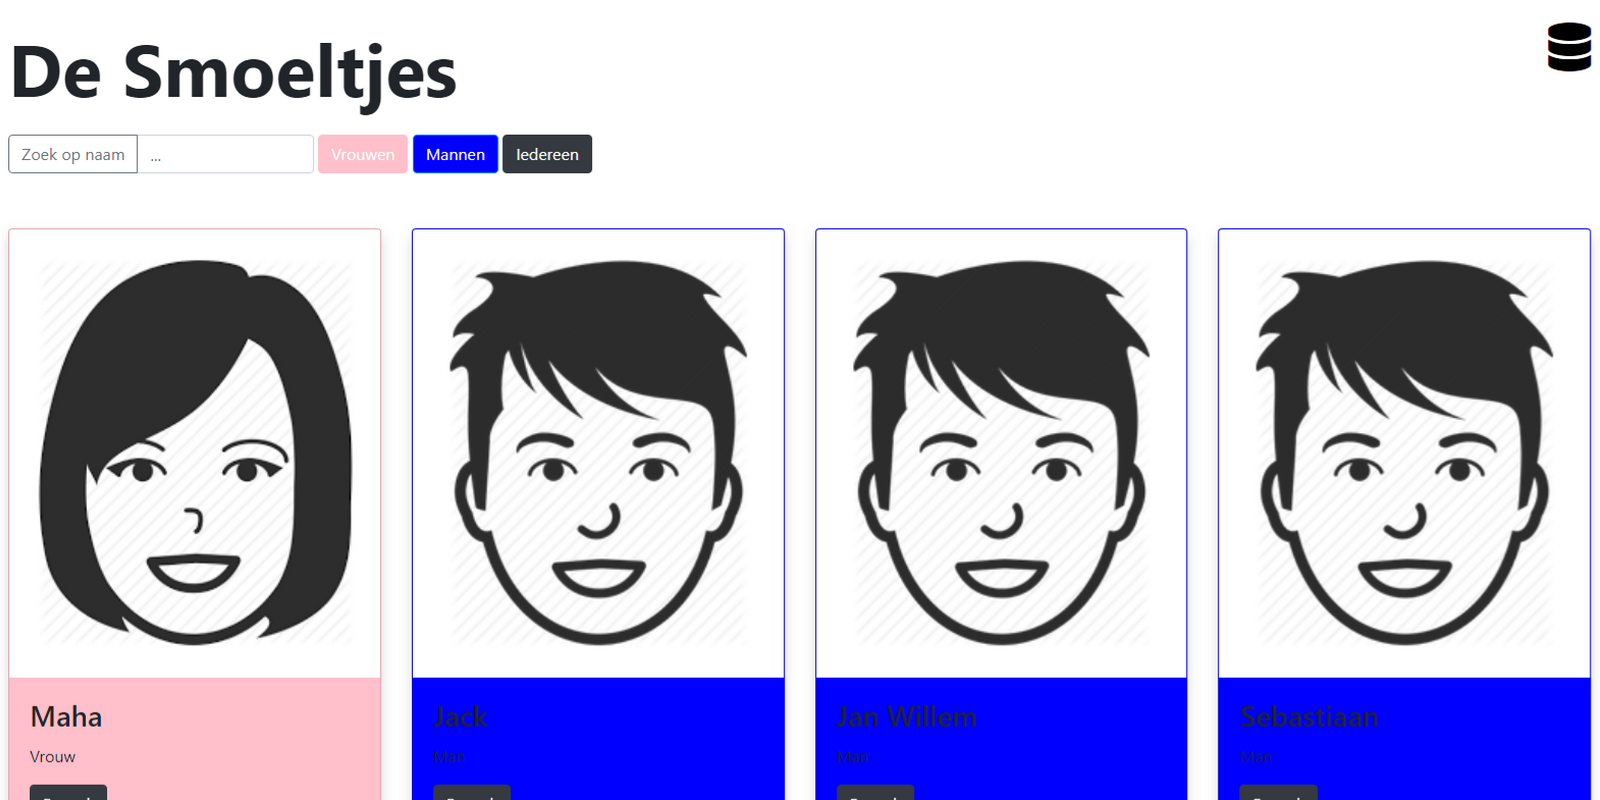 De Smoeltjes
Zoek op naam ... Vrouwen Mannen Iedereen
Maha
Vrouw
Jack
Man
Jan Willem
Man
Sebastiaan
Man